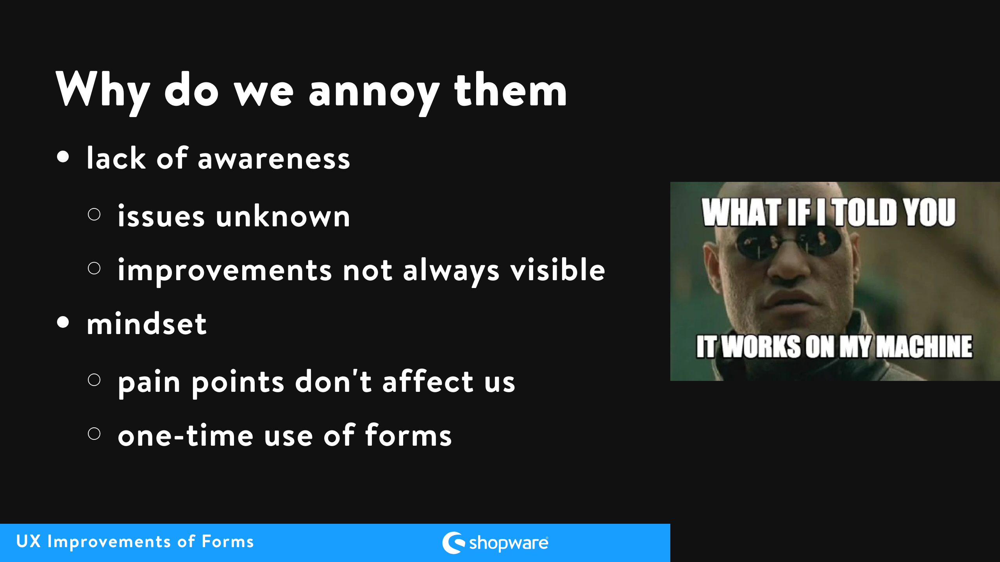 Why do we annoy them
lack of awareness
issues unknown
improvements not always visible
mindset
pain points don't affect us
one-time use of forms
WHAT IF I TOLD YOU
IT WORKS ON MY MACHINE
UX Improvements of Forms
shopware®